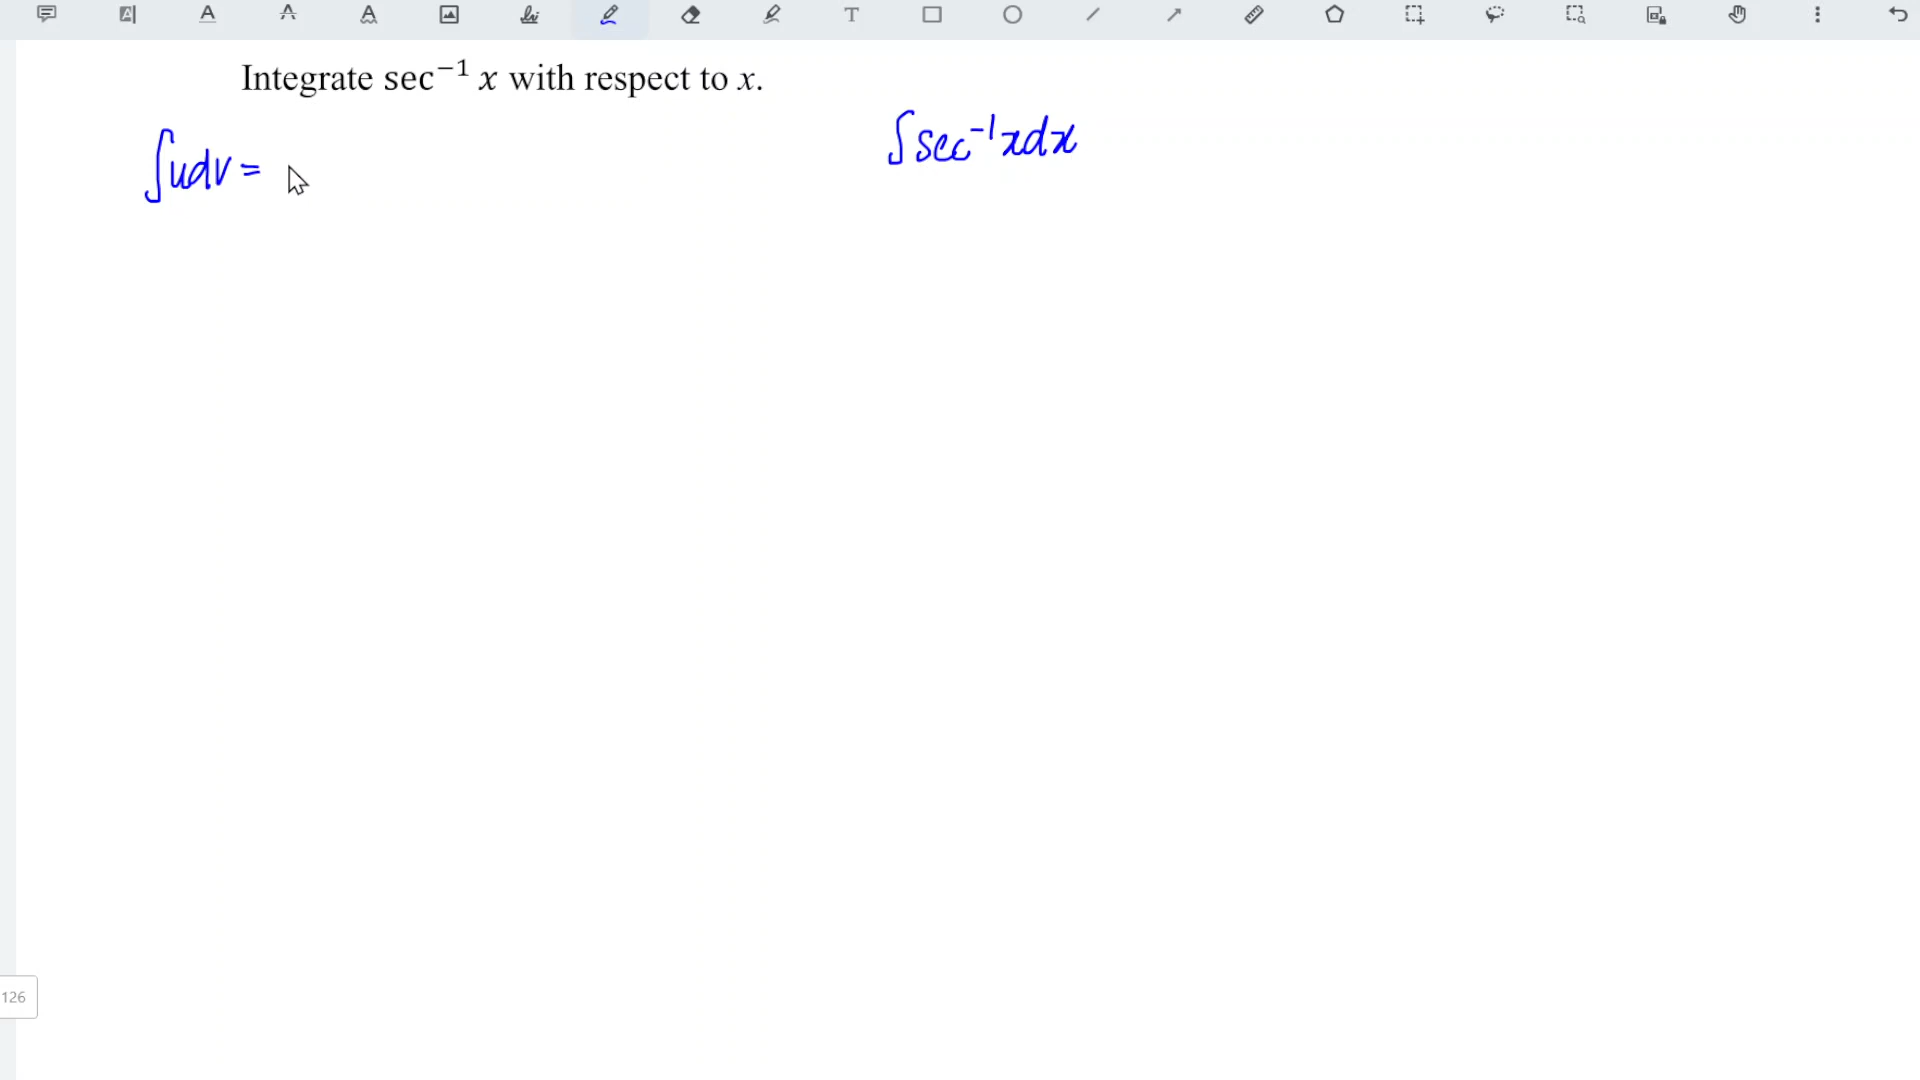 Integrate sec⁻¹ x with respect to x.
∫sec⁻¹xdx
∫udv =
126